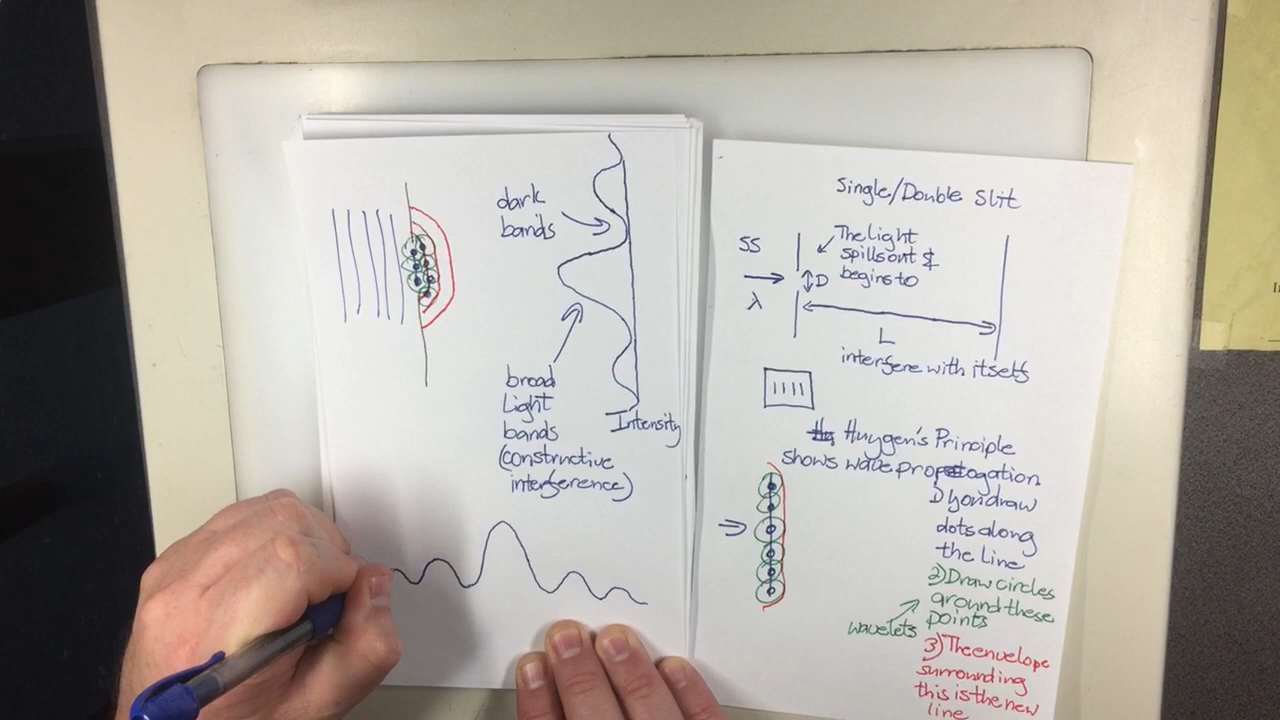 dark
bands
broad
Light
bands
(constructive
interference)
Intensity
Single/Double Slit
SS
λ
D
The light
spills out &
begins to
L
interfere with itself
Huygen's Principle
shows wave propotogation
1) you draw
dots along
the line
2) Draw circles
around these
points
wavelets
3) The envelope
surrounding
this is the new
line